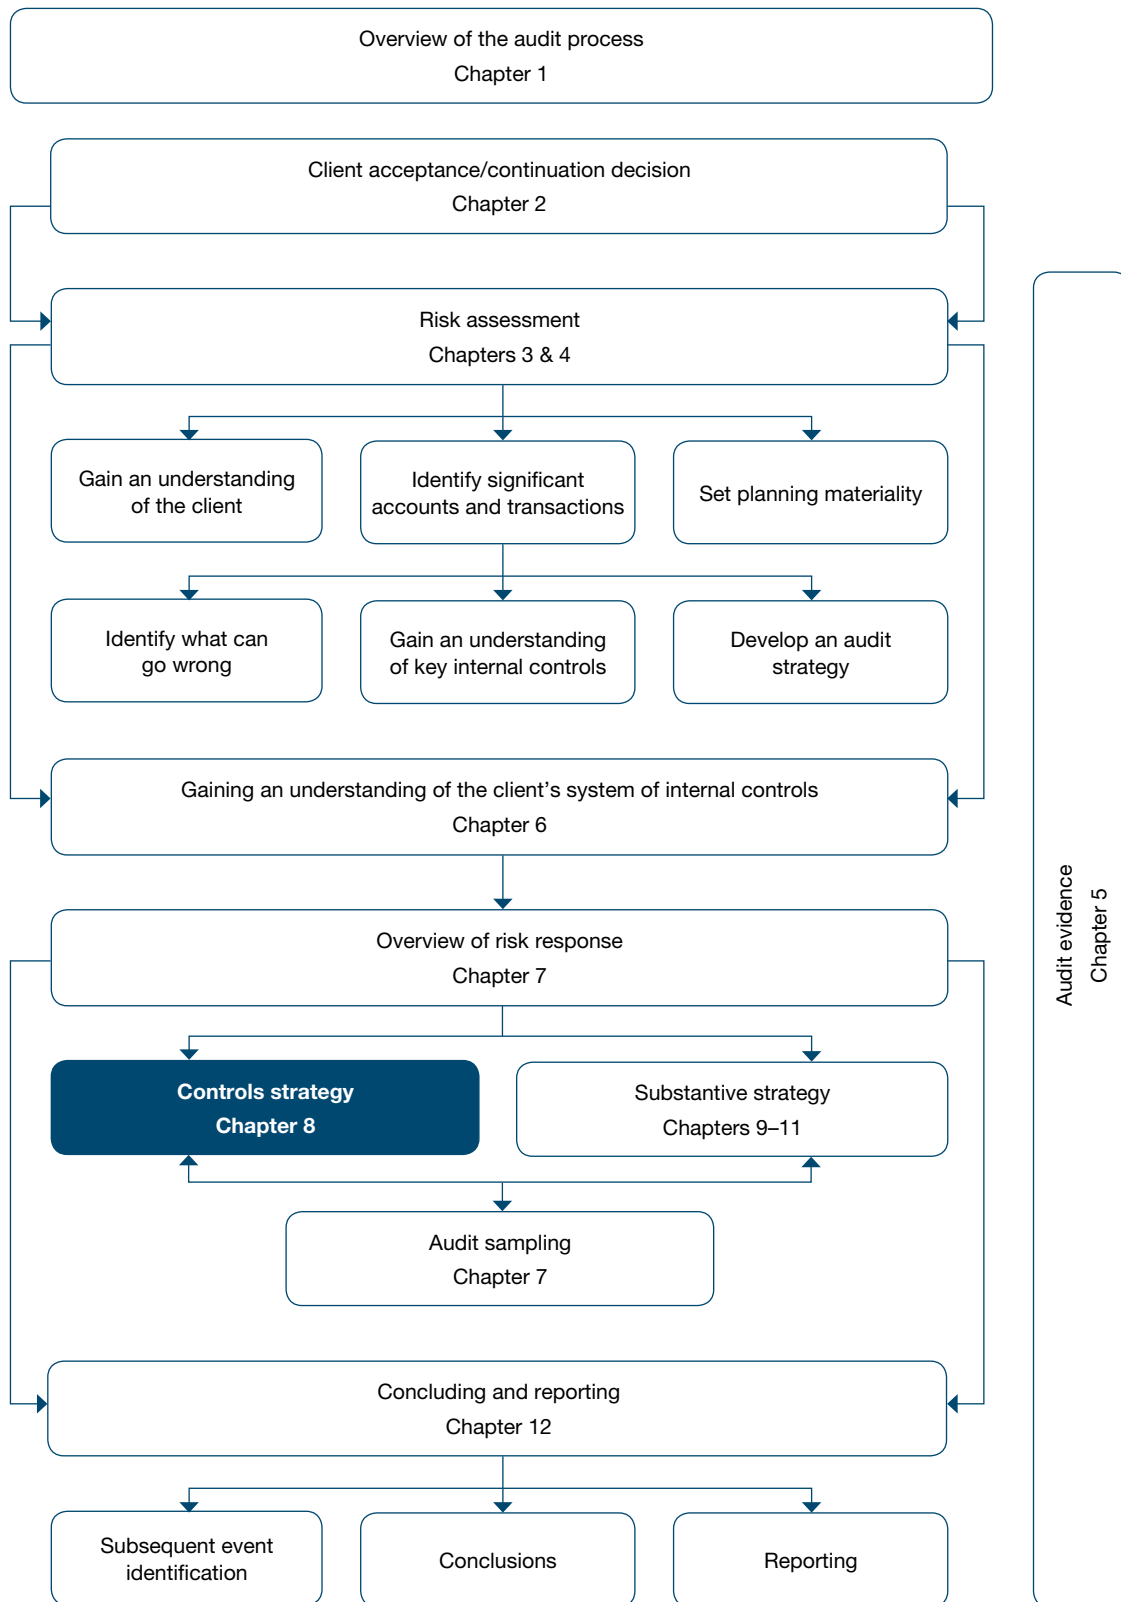 Overview of the audit process
Chapter 1
Client acceptance/continuation decision
Chapter 2
Risk assessment
Chapters 3 & 4
Gain an understanding
of the client
Identify significant
accounts and transactions
Set planning materiality
Identify what can
go wrong
Gain an understanding
of key internal controls
Develop an audit
strategy
Gaining an understanding of the client’s system of internal controls
Chapter 6
Overview of risk response
Chapter 7
Controls strategy
Chapter 8
Substantive strategy
Chapters 9–11
Audit sampling
Chapter 7
Concluding and reporting
Chapter 12
Subsequent event
identification
Conclusions
Reporting
Audit evidence
Chapter 5